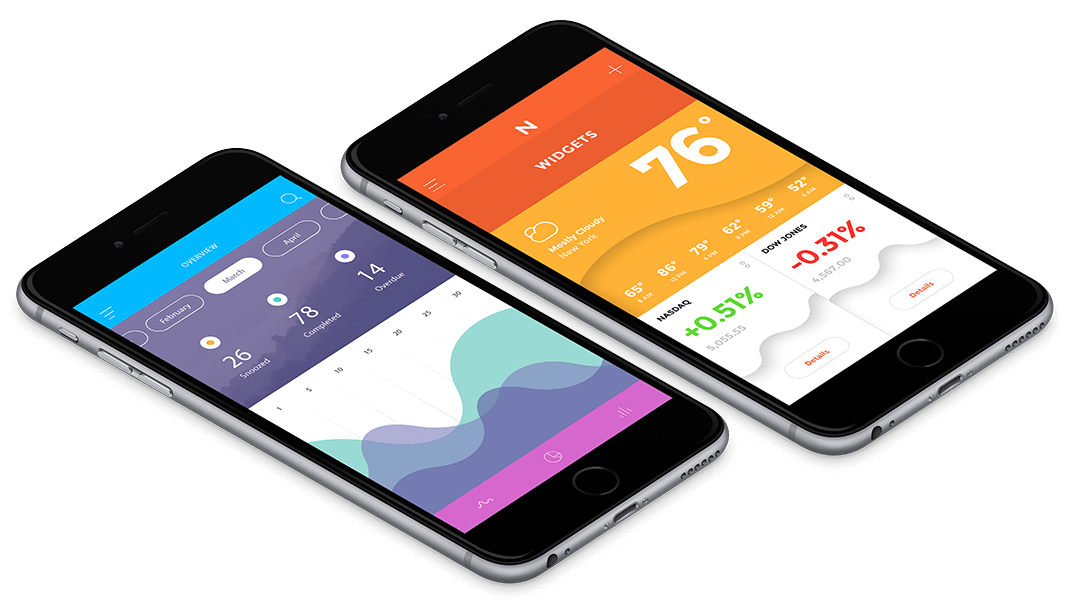 OVERVIEW
February
March
April
26
Snoozed
78
Completed
14
Overdue
1
5
10
15
20
25
30
N
WIDGETS
76°
Mostly Cloudy
New York
65°
8 AM
86°
12 PM
79°
4 PM
62°
8 PM
59°
12 AM
52°
4 AM
NASDAQ
+0.51%
5,055.55
Details
DOW JONES
-0.31%
4,567.00
Details